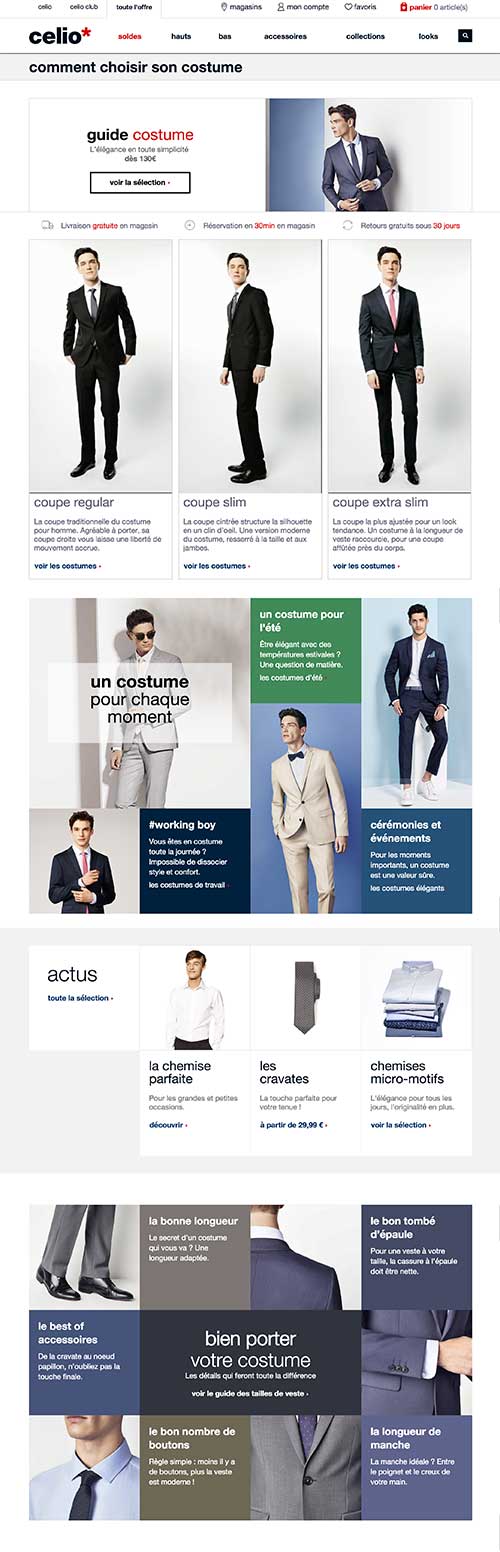 celio
celio club
toute l'offre
magasins
mon compte
favoris
panier 0 article(s)
celio*
soldes
hauts
bas
accessoires
collections
looks
comment choisir son costume
guide costume
L'élégance en toute simplicité
dès 130€
voir la sélection
Livraison gratuite en magasin
Réservation en 30min en magasin
Retours gratuits sous 30 jours
coupe regular
La coupe traditionnelle du costume
pour homme. Agréable à porter, sa
coupe droite vous laisse une liberté de
mouvement accrue.
voir les costumes
coupe slim
La coupe cintrée structure la silhouette
en un clin d'oeil. Une version moderne
du costume, resserré à la taille et aux
jambes.
voir les costumes
coupe extra slim
La coupe la plus ajustée pour un look
tendance. Un costume à la longueur de
veste raccourcie, pour une coupe
affûtée près du corps.
voir les costumes
un costume
pour chaque
moment
un costume pour
l'été
Être élégant avec des
températures estivales ?
Une question de matière.
les costumes d'été
#working boy
Vous êtes en costume
toute la journée ?
Impossible de dissocier
style et confort.
les costumes de travail
cérémonies et
événements
Pour les moments
importants, un costume
est une valeur sûre.
les costumes élégants
actus
toute la sélection
la chemise
parfaite
Pour les grandes et petites
occasions.
découvrir
les
cravates
La touche parfaite pour
votre tenue !
à partir de 29,99 €
chemises
micro-motifs
L'élégance pour tous les
jours, l'originalité en plus.
voir la sélection
la bonne longueur
Le secret d'un costume
qui vous va ? Une
longueur adaptée.
le bon tombé
d'épaule
Pour une veste à votre
taille, la cassure à l'épaule
doit être nette.
le best of
accessoires
De la cravate au noeud
papillon, n'oubliez pas la
touche finale.
bien porter
votre costume
Les détails qui feront toute la différence
voir le guide des tailles de veste
le bon nombre de
boutons
Règle simple : moins il y a
de boutons, plus la veste
est moderne !
la longueur de
manche
La manche idéale ? Entre
le poignet et le creux de
votre main.